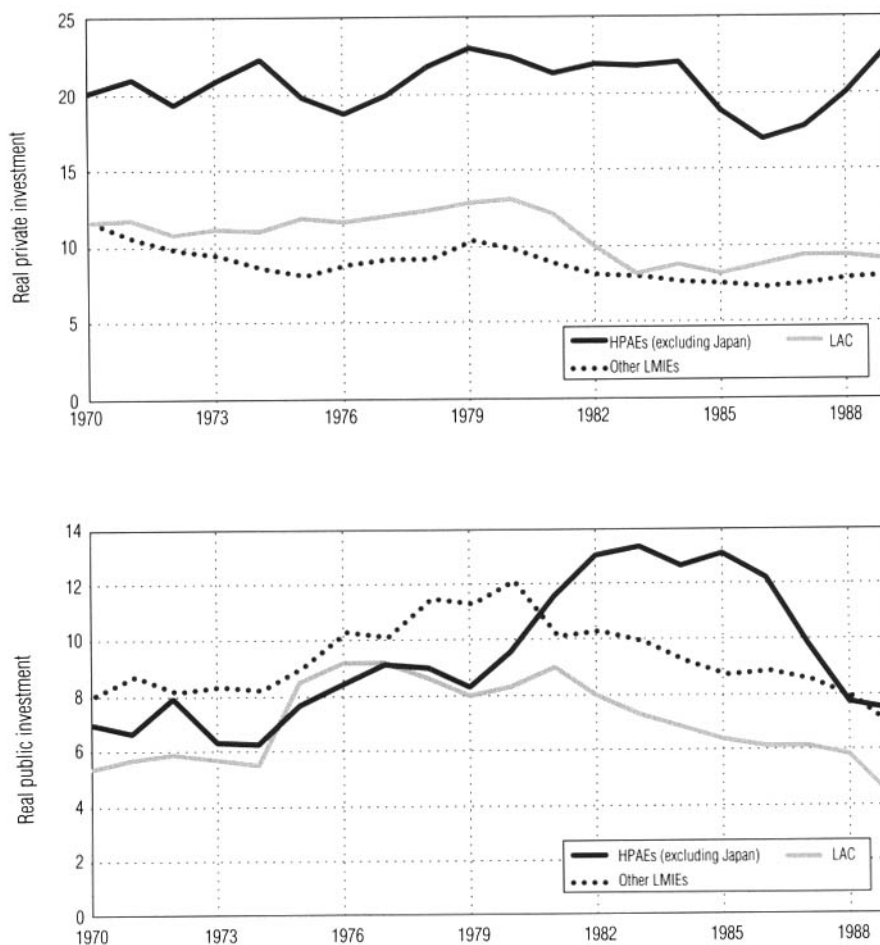 25
20
15
10
5
0
Real private investment
HPAEs (excluding Japan) LAC
Other LMIEs
1970 1973 1976 1979 1982 1985 1988
14
12
10
8
6
4
2
0
Real public investment
HPAEs (excluding Japan) LAC
Other LMIEs
1970 1973 1976 1979 1982 1985 1988